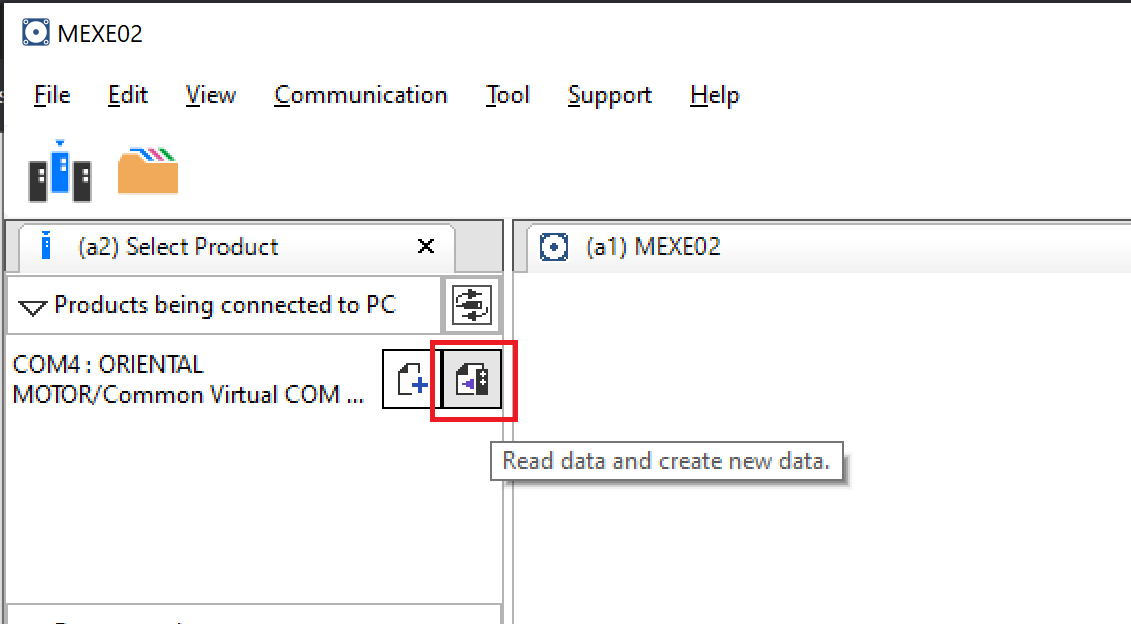 MEXE02
File Edit View Communication Tool Support Help
(a2) Select Product
(a1) MEXE02
Products being connected to PC
COM4 : ORIENTAL
MOTOR/Common Virtual COM ...
Read data and create new data.